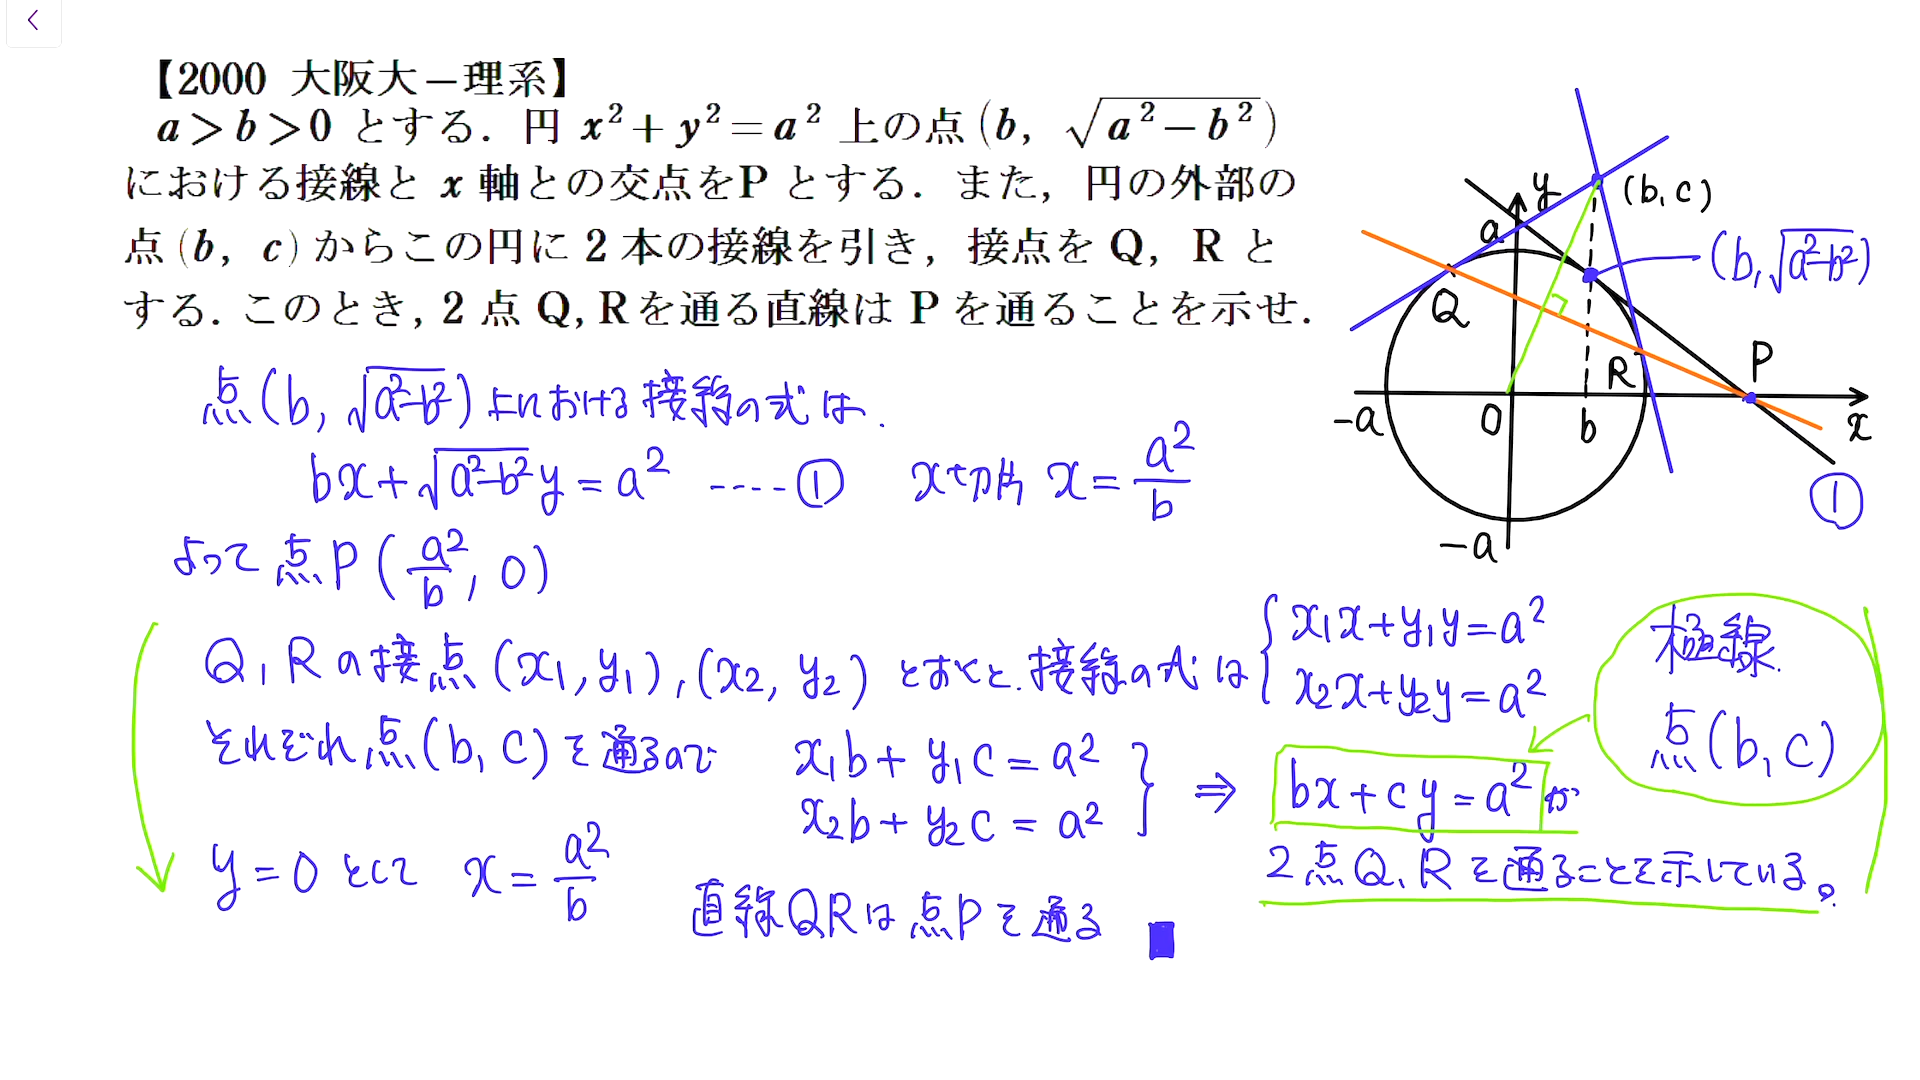 【2000 大阪大－理系】
a＞b＞0 とする．円 x²＋y²＝a² 上の点 (b, √(a²－b²))
における接線と x 軸との交点をP とする．また，円の外部の
点 (b, c) からこの円に 2 本の接線を引き，接点を Q, R と
する．このとき，2 点 Q, Rを通る直線は P を通ることを示せ．
点(b, √(a²-b²))上における接線の式は.
bx+√(a²-b²)y=a² ----① x切片 x=a²/b
よって 点P(a²/b, 0)
Q, R の接点(x₁, y₁), (x₂, y₂) とおくと. 接線の式は { x₁x+y₁y=a²
x₂x+y₂y=a²
それぞれ点(b, c)を通るので x₁b+y₁c=a²
x₂b+y₂c=a² } ⇒ bx+cy=a² が
2点Q, Rを通ることを示している。
y=0 として x=a²/b 直線QRは点Pを通る
極線.
点(b, c)
y
(b, c)
a
(b, √(a²-b²))
Q
P
R
-a
O
b
x
①
-a